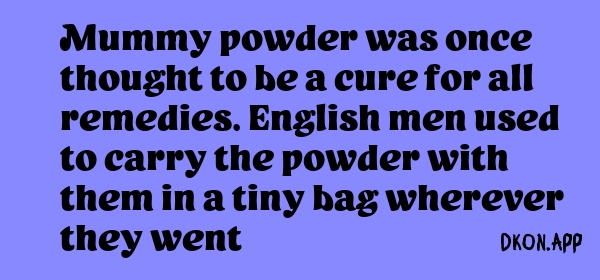 Mummy powder was once
thought to be a cure for all
remedies. English men used
to carry the powder with
them in a tiny bag wherever
they went
DKON.APP